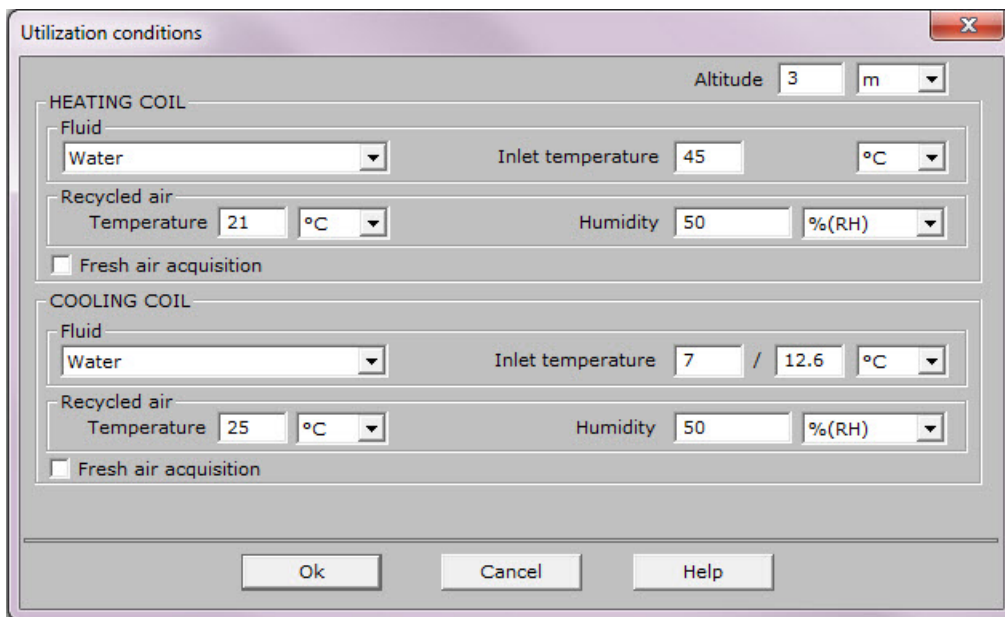 Utilization conditions
Altitude 3 m
HEATING COIL
Fluid
Water Inlet temperature 45 °C
Recycled air
Temperature 21 °C Humidity 50 %(RH)
Fresh air acquisition
COOLING COIL
Fluid
Water Inlet temperature 7 / 12.6 °C
Recycled air
Temperature 25 °C Humidity 50 %(RH)
Fresh air acquisition
Ok Cancel Help